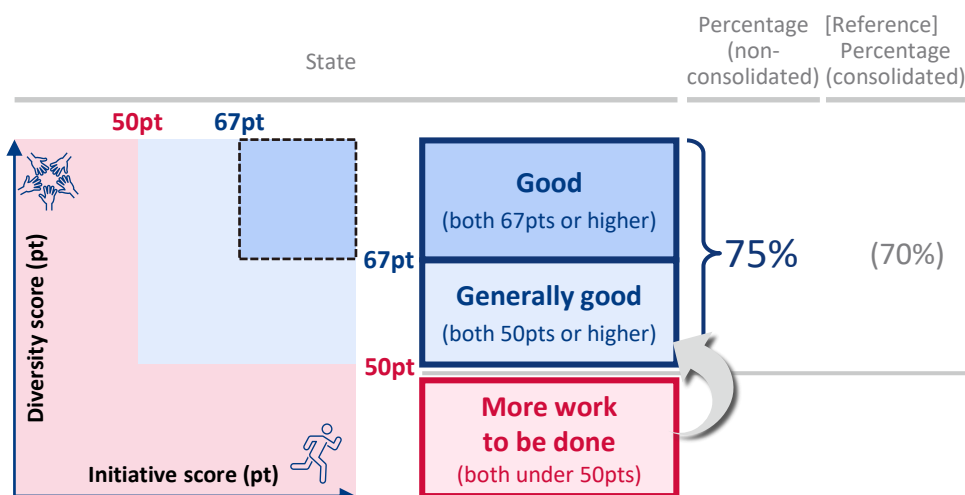 State
Percentage
(non-
consolidated)
[Reference]
Percentage
(consolidated)
50pt
67pt
Diversity score (pt)
Initiative score (pt)
67pt
50pt
Good
(both 67pts or higher)
Generally good
(both 50pts or higher)
More work
to be done
(both under 50pts)
75%
(70%)